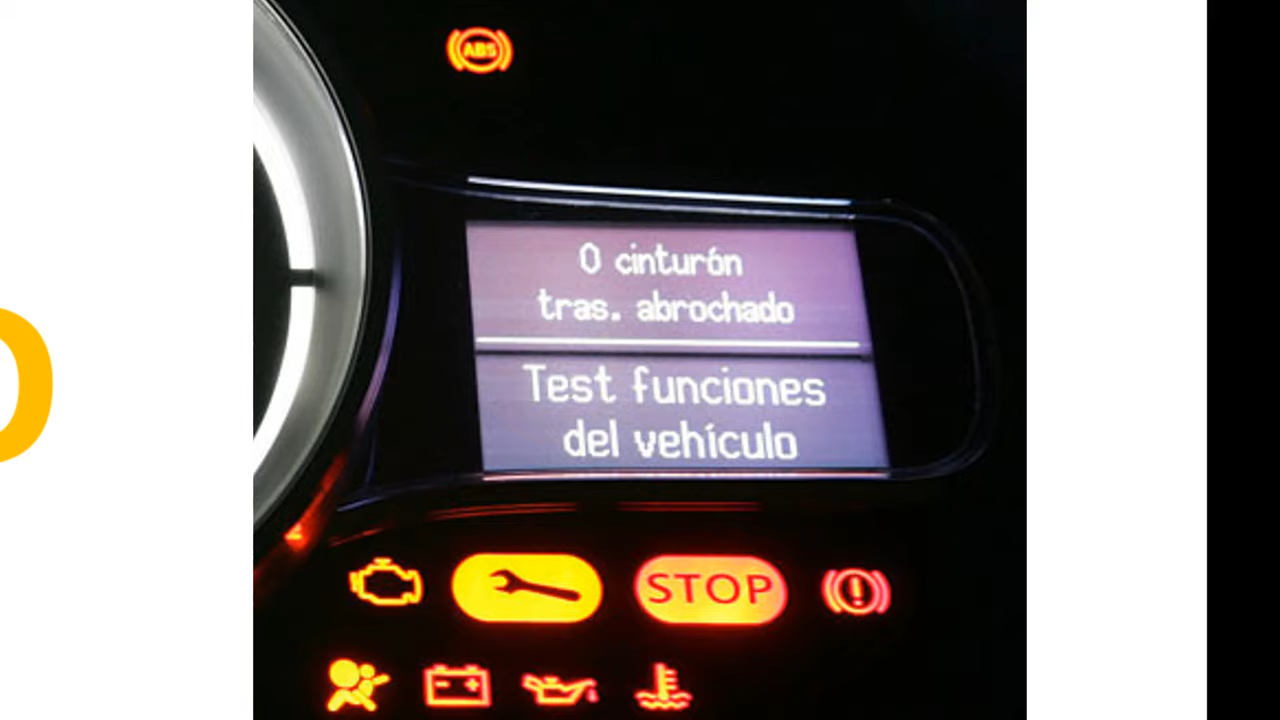 ABS
0 cinturón
tras. abrochado
Test funciones
del vehículo
STOP